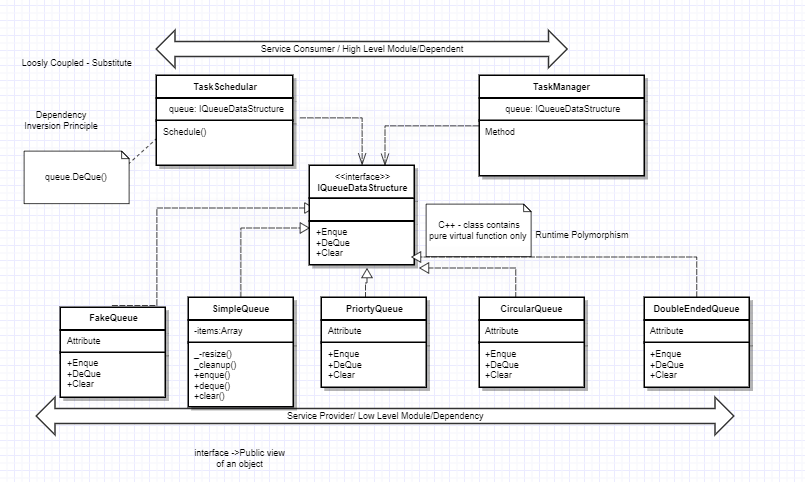 Service Consumer / High Level Module/Dependent
Loosly Coupled - Substitute
TaskSchedular
queue: IQueueDataStructure
Schedule()
TaskManager
queue: IQueueDataStructure
Method
Dependency
Inversion Principle
queue.DeQue()
<<interface>>
IQueueDataStructure
+Enque
+DeQue
+Clear
C++ - class contains
pure virtual function only
Runtime Polymorphism
FakeQueue
Attribute
+Enque
+DeQue
+Clear
SimpleQueue
-items:Array
_-resize()
_cleanup()
+enque()
+deque()
+clear()
PriortyQueue
Attribute
+Enque
+DeQue
+Clear
CircularQueue
Attribute
+Enque
+DeQue
+Clear
DoubleEndedQueue
Attribute
+Enque
+DeQue
+Clear
Service Provider/ Low Level Module/Dependency
interface ->Public view
of an object